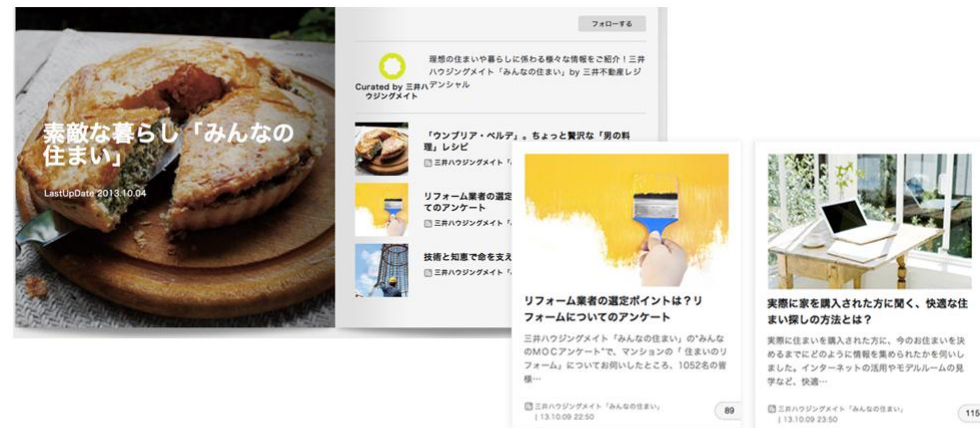 素敵な暮らし「みんなの
住まい」
LastUpDate 2013.10.04
フォローする
Curated by 三井ハ
ウジングメイト
理想の住まいや暮らしに係わる様々な情報をご紹介！三井
ハウジングメイト「みんなの住まい」by 三井不動産レジ
デンシャル
「ウンブリア・ベルデ」。ちょっと贅沢な「男の料
理」レシピ
三井ハウジングメイト「
リフォーム業者の選定
てのアンケート
三井ハウジングメイト「
技術と知恵で命を支え
三井ハウジングメイト「
リフォーム業者の選定ポイントは？リ
フォームについてのアンケート
三井ハウジングメイト「みんなの住まい」の"みんな
のMOCアンケート"で、マンションの「 住まいのリ
フォーム」についてお伺いしたところ、1052名の皆
様…
三井ハウジングメイト「みんなの住まい」
| 13.10.09 22:50
89
実際に家を購入された方に聞く、快適な住
まい探しの方法とは？
実際に住まいを購入された方に、今のお住まいを決
めるまでにどのように情報を集められたかを伺いし
ました。インターネットの活用やモデルルームの見
学など、快適…
三井ハウジングメイト「みんなの住まい」
| 13.10.09 23:50
115